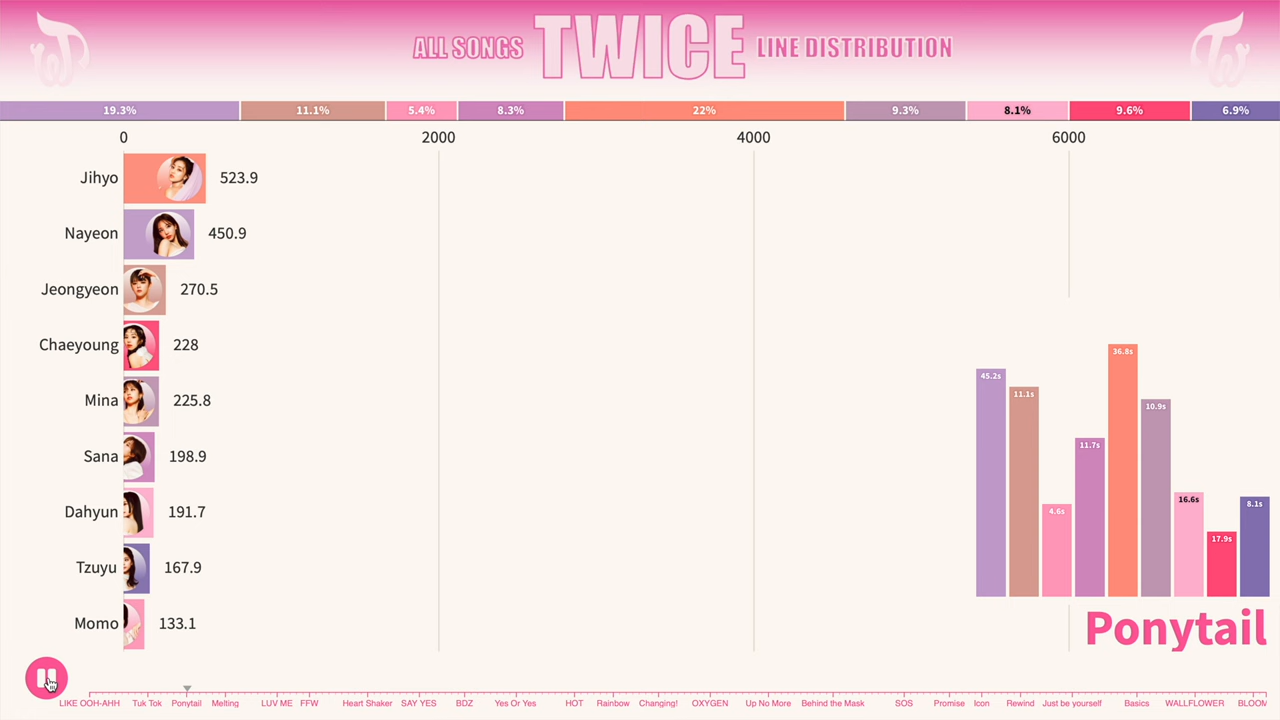 ALL SONGS TWICE LINE DISTRIBUTION
19.3% 11.1% 5.4% 8.3% 22% 9.3% 8.1% 9.6% 6.9%
0 2000 4000 6000
Jihyo 523.9
Nayeon 450.9
Jeongyeon 270.5
Chaeyoung 228
Mina 225.8
Sana 198.9
Dahyun 191.7
Tzuyu 167.9
Momo 133.1
45.2s 11.1s 4.6s 11.7s 36.8s 10.9s 16.6s 17.9s 8.1s
Ponytail
LIKE OOH-AHH Tuk Tok Ponytail Melting LUV ME FFW Heart Shaker SAY YES BDZ Yes Or Yes HOT Rainbow Changing! OXYGEN Up No More Behind the Mask SOS Promise Icon Rewind Just be yourself Basics WALLFLOWER BLOOM